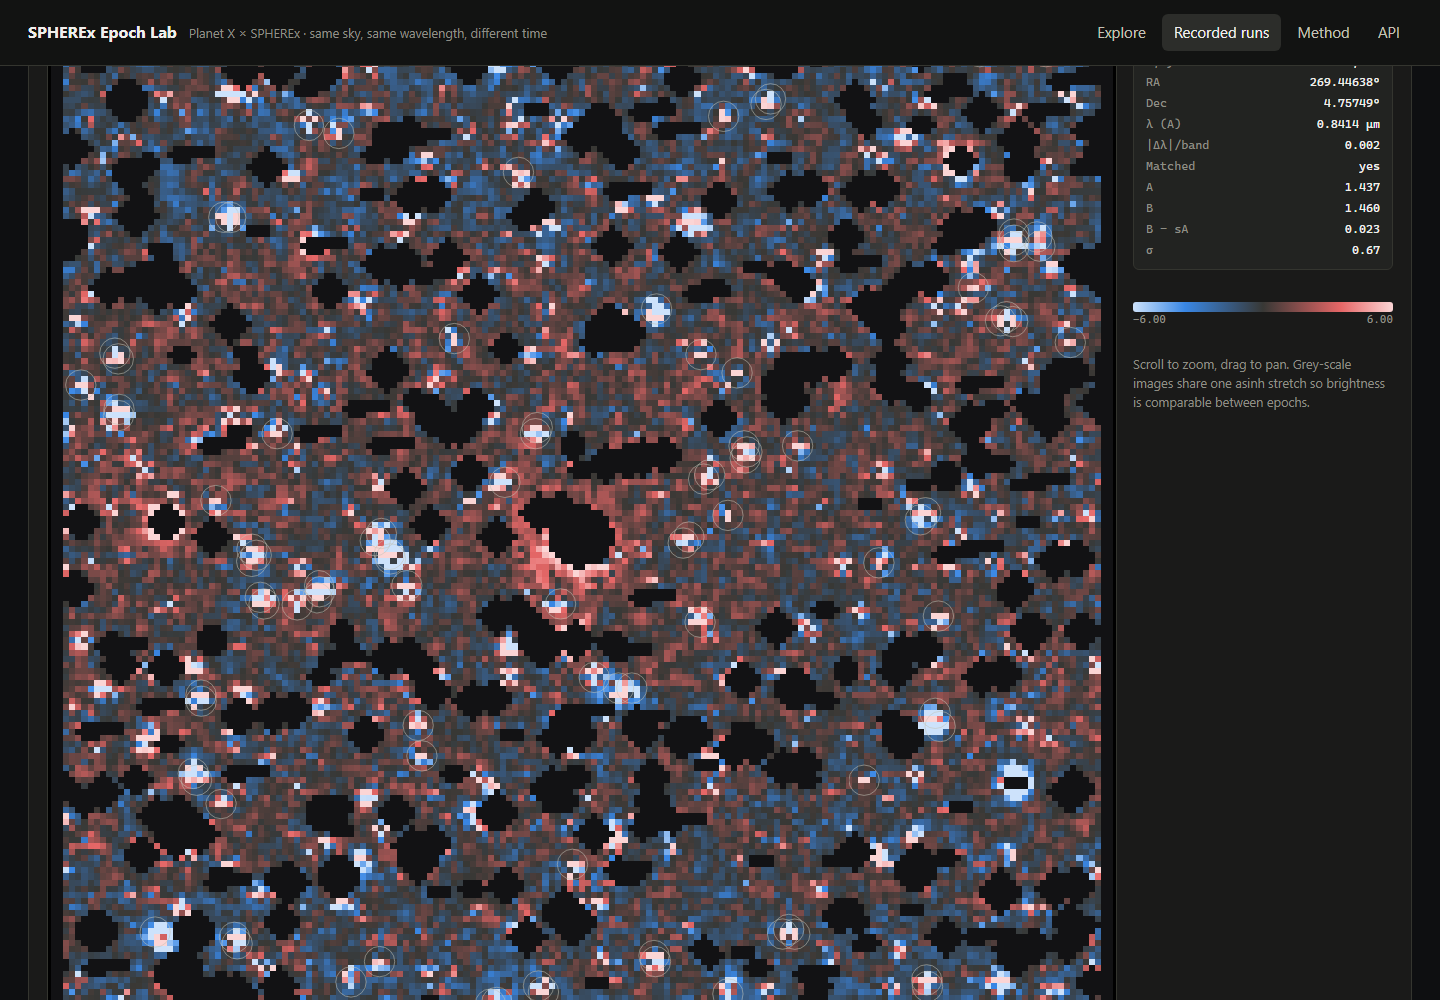 SPHEREx Epoch Lab Planet X × SPHEREx · same sky, same wavelength, different time Explore Recorded runs Method API
RA 269.44638°
Dec 4.75749°
λ (A) 0.8414 µm
|Δλ|/band 0.002
Matched yes
A 1.437
B 1.460
B − sA 0.023
σ 0.67
−6.00 6.00
Scroll to zoom, drag to pan. Grey-scale
images share one asinh stretch so brightness
is comparable between epochs.